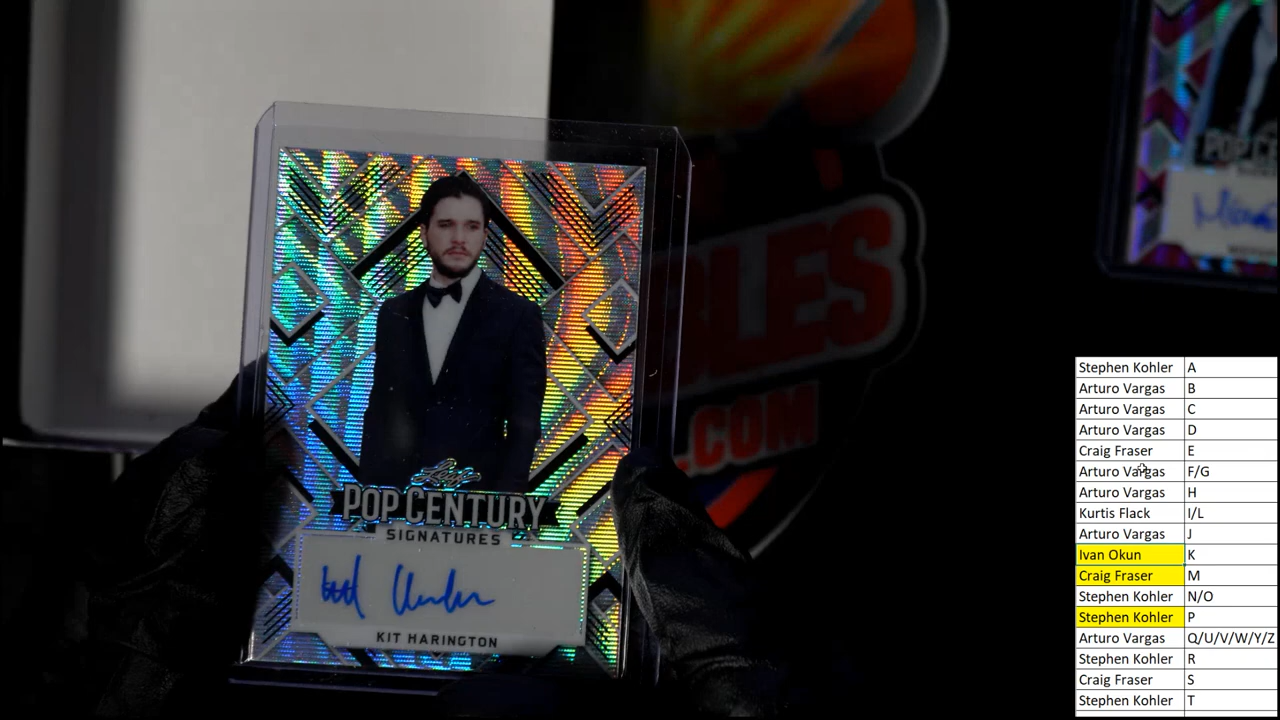 Leaf
POP CENTURY
SIGNATURES
KIT HARINGTON
.COM
POP C
Stephen Kohler A
Arturo Vargas B
Arturo Vargas C
Arturo Vargas D
Craig Fraser E
Arturo Vargas F/G
Arturo Vargas H
Kurtis Flack I/L
Arturo Vargas J
Ivan Okun K
Craig Fraser M
Stephen Kohler N/O
Stephen Kohler P
Arturo Vargas Q/U/V/W/Y/Z
Stephen Kohler R
Craig Fraser S
Stephen Kohler T